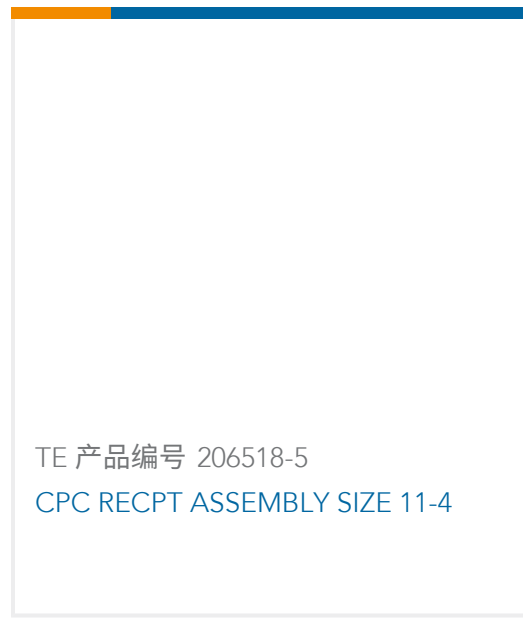 TE 产品编号 206518-5
CPC RECPT ASSEMBLY SIZE 11-4